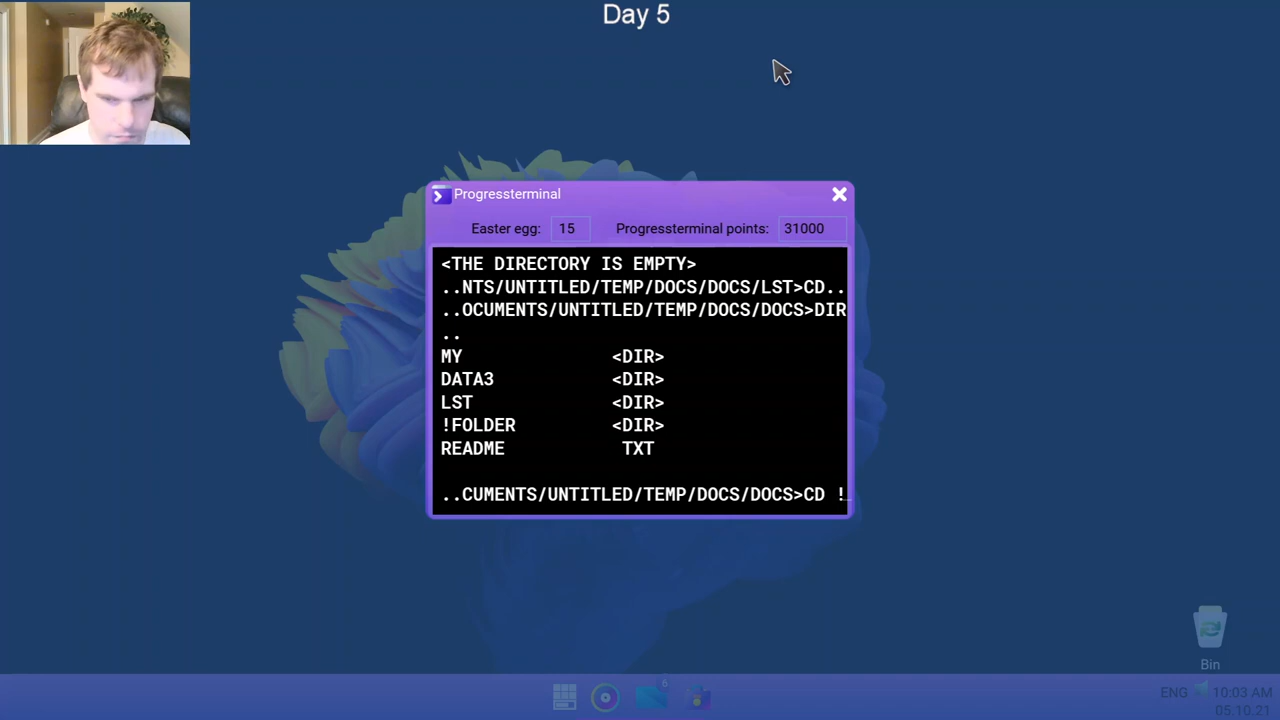 Day 5
Progressterminal
Easter egg: 15 Progressterminal points: 31000
<THE DIRECTORY IS EMPTY>
..NTS/UNTITLED/TEMP/DOCS/DOCS/LST>CD..
..OCUMENTS/UNTITLED/TEMP/DOCS/DOCS>DIR
..
MY <DIR>
DATA3 <DIR>
LST <DIR>
!FOLDER <DIR>
README TXT
..CUMENTS/UNTITLED/TEMP/DOCS/DOCS>CD !_
Bin
6
ENG 10:03 AM
05.10.21